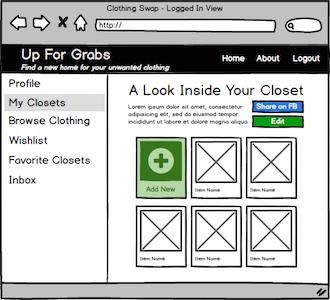 Clothing Swap - Logged In View
http://
Up For Grabs
Find a new home for your unwanted clothing
Home About Logout
Profile
My Closets
Browse Clothing
Wishlist
Favorite Closets
Inbox
A Look Inside Your Closet
Lorem ipsum dolor sit amet, consectetur
adipisicing elit, sed do eiusmod tempor
incididunt ut labore et dolore magna aliqua.
Share on FB
Edit
Add New
Item Name
Item Name
Item Name
Item Name
Item Name